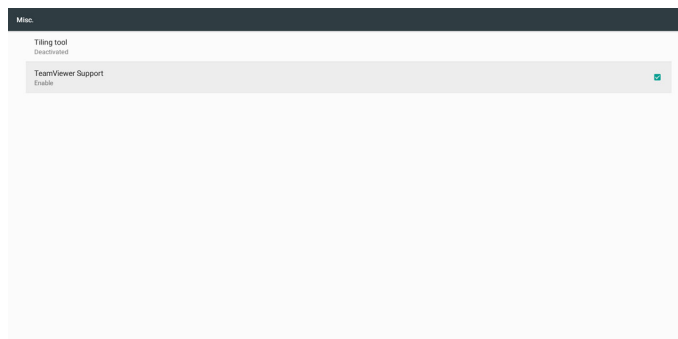 Misc.
Tiling tool
Deactivated
TeamViewer Support
Enable